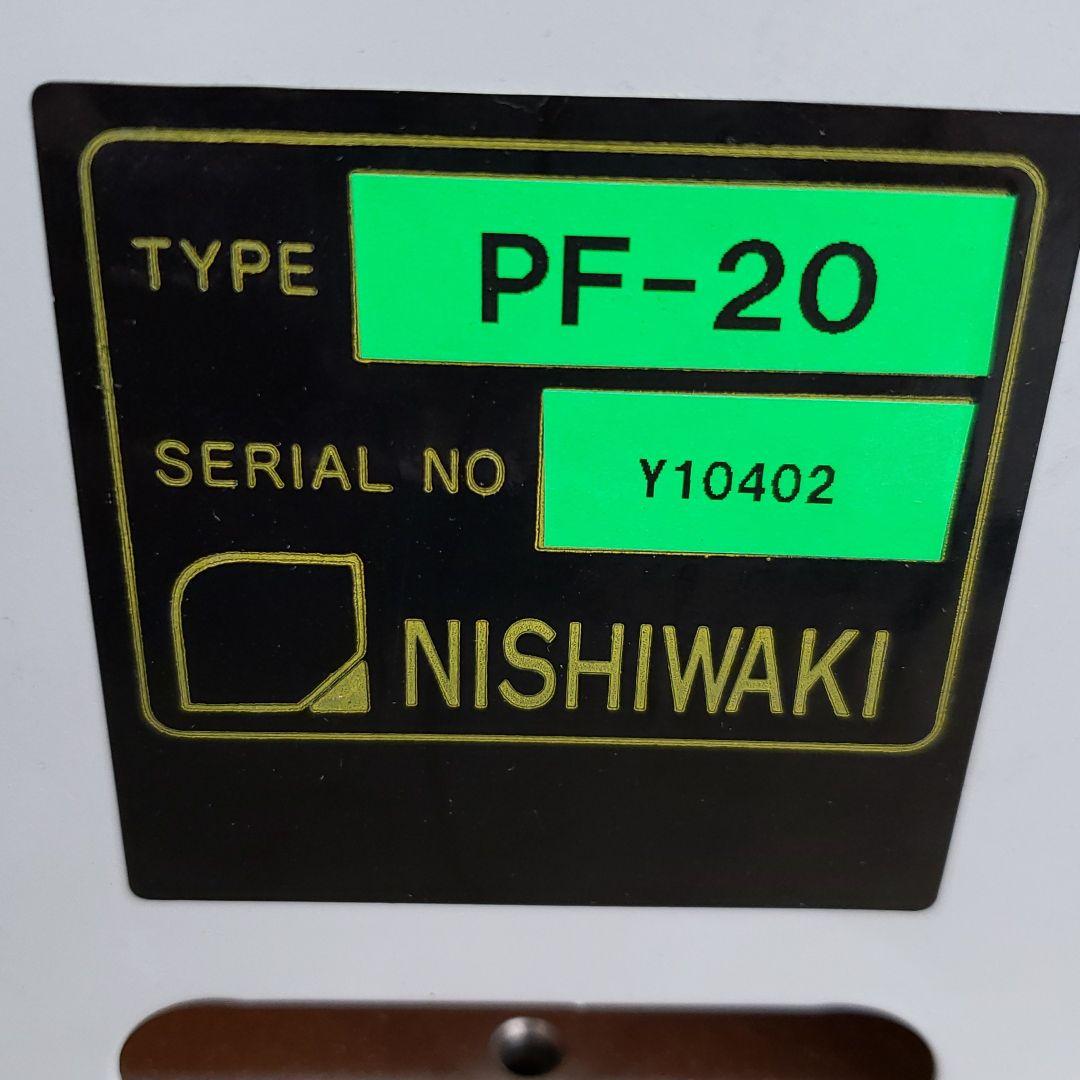 TYPE PF-20
SERIAL NO Y10402
NISHIWAKI